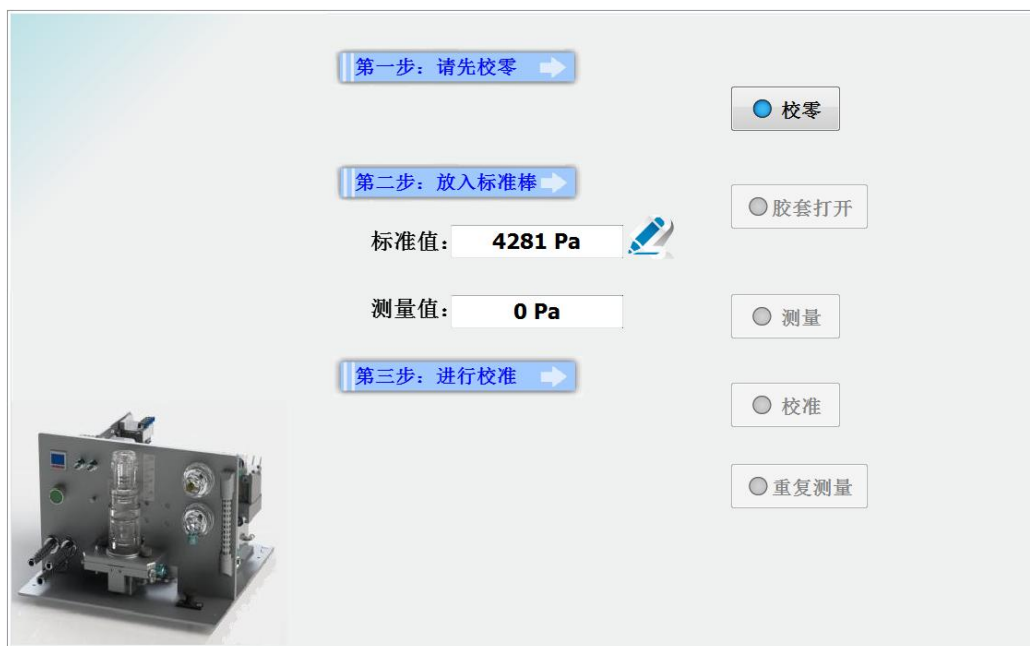 第一步：请先校零
校零
第二步：放入标准棒
胶套打开
标准值：4281 Pa
测量值：0 Pa
测量
第三步：进行校准
校准
重复测量